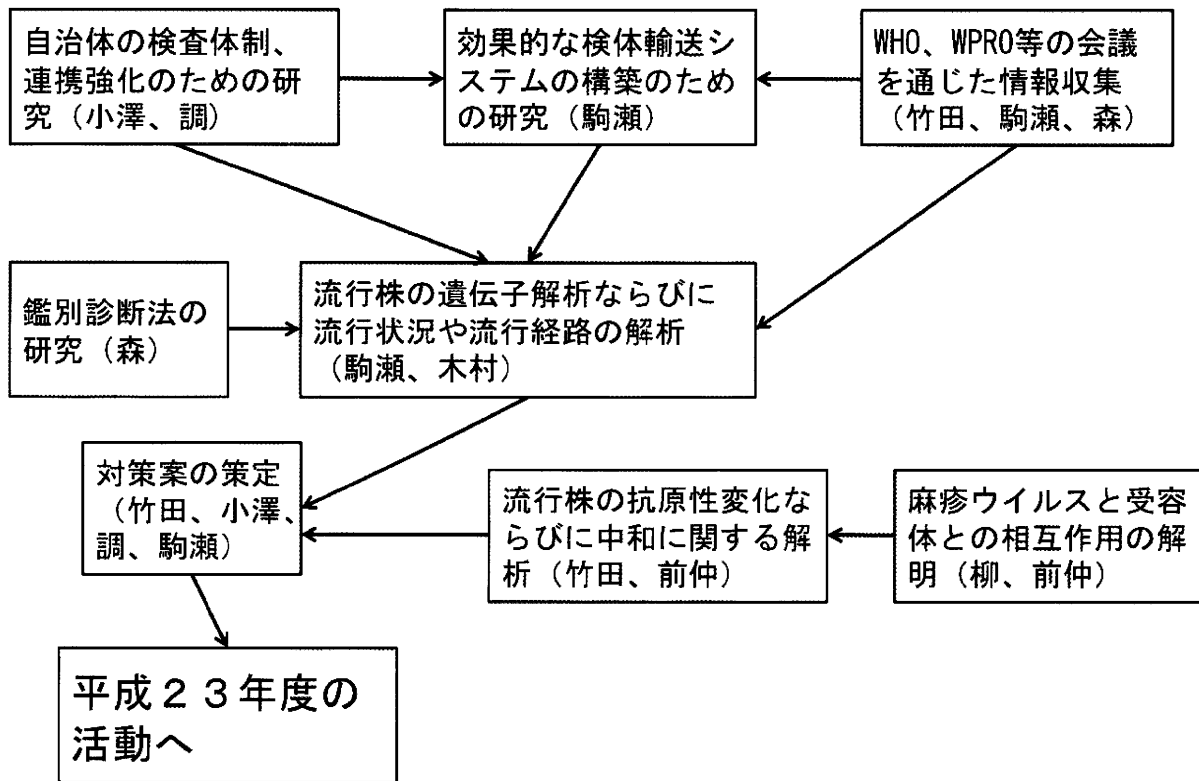 自治体の検査体制、
連携強化のための研
究（小澤、調）
効果的な検体輸送シ
ステムの構築のため
の研究（駒瀬）
WHO、WPRO等の会議
を通じた情報収集
（竹田、駒瀬、森）
鑑別診断法の
研究（森）
流行株の遺伝子解析ならびに
流行状況や流行経路の解析
（駒瀬、木村）
対策案の策定
（竹田、小澤、
調、駒瀬）
流行株の抗原性変化な
らびに中和に関する解
析（竹田、前仲）
麻疹ウイルスと受容
体との相互作用の解
明（柳、前仲）
平成２３年度の
活動へ